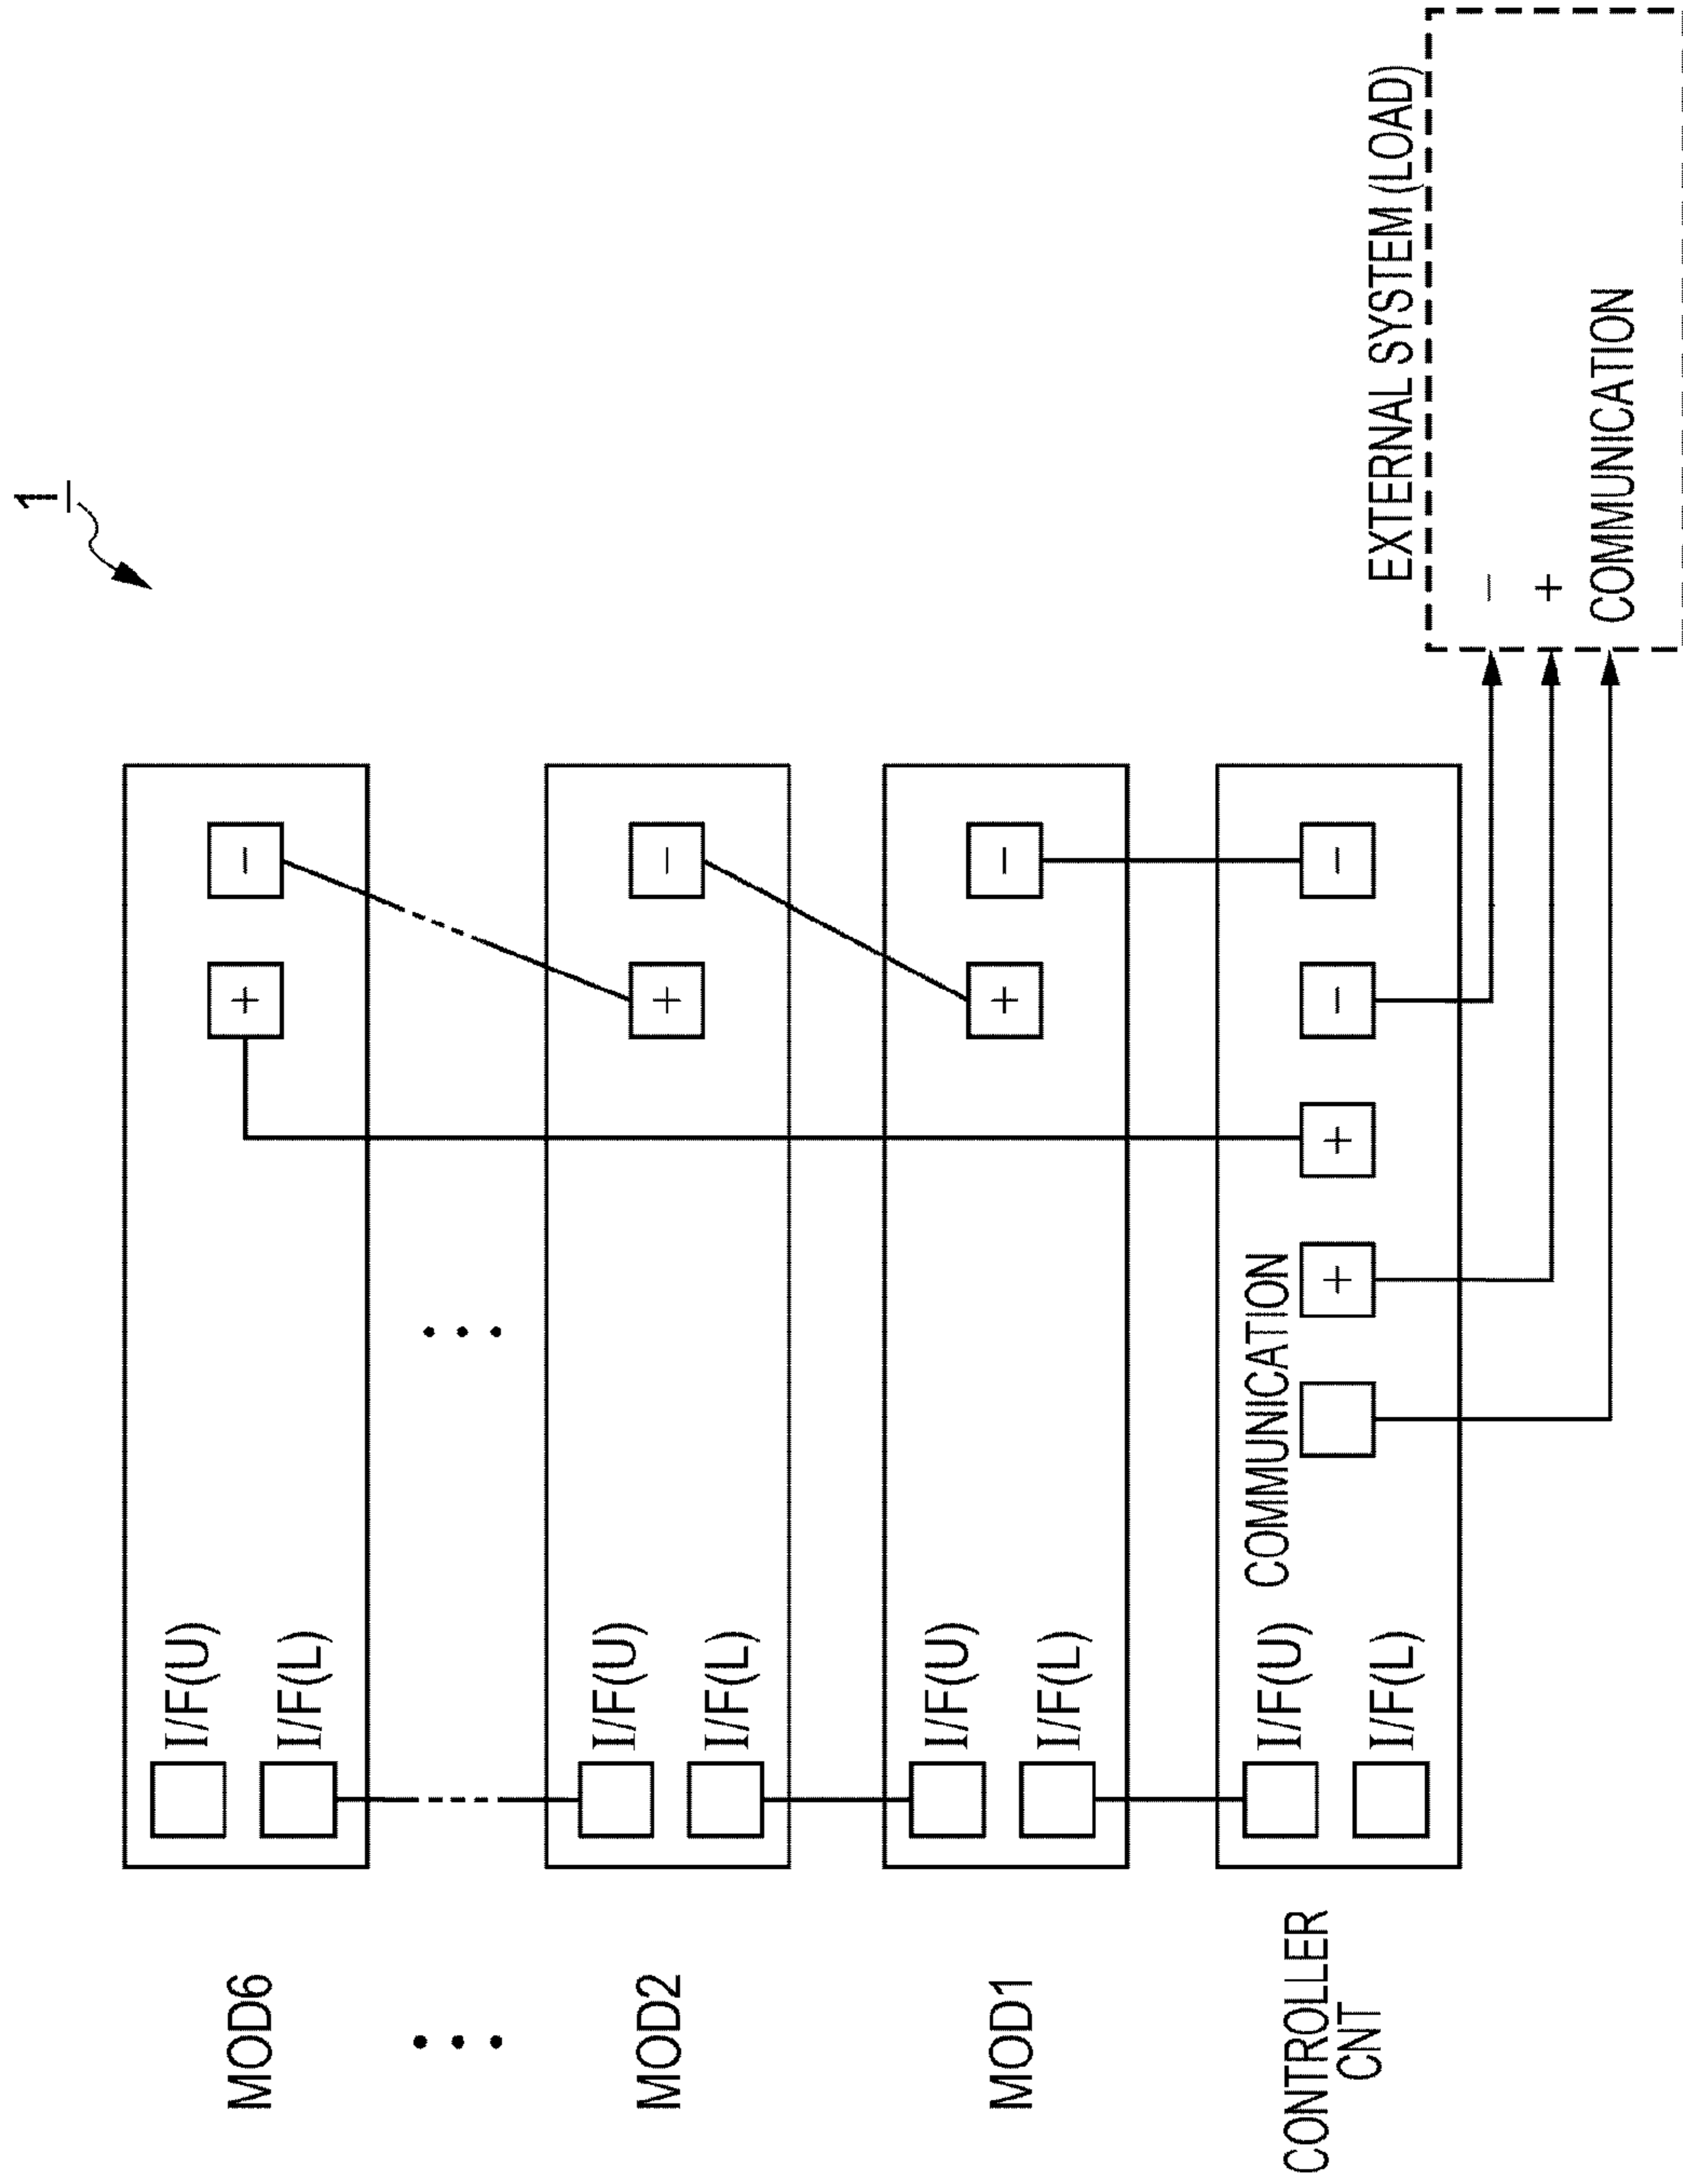 1
MOD6
I/F(U)
I/F(L)
+
−
MOD2
I/F(U)
I/F(L)
+
−
MOD1
I/F(U)
I/F(L)
+
−
CONTROLLER
CNT
I/F(U)
I/F(L)
COMMUNICATION
+
+
−
−
EXTERNAL SYSTEM (LOAD)
−
+
COMMUNICATION